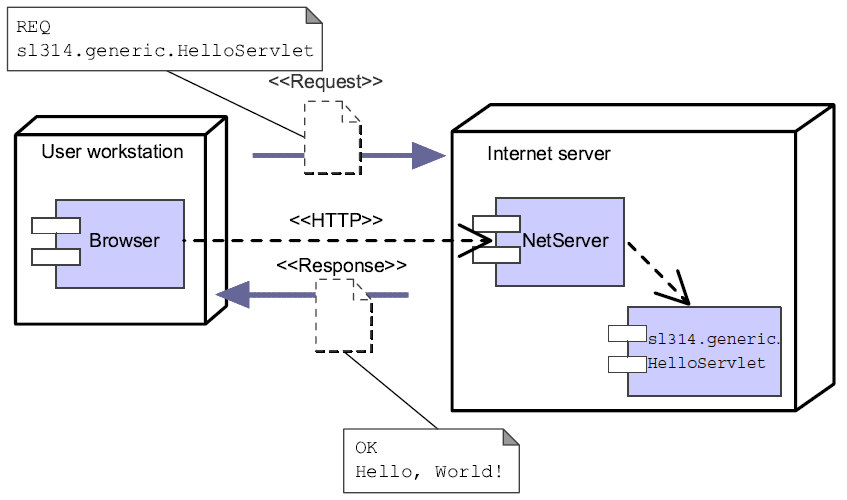 REQ
sl314.generic.HelloServlet
<<Request>>
User workstation
Internet server
Browser
<<HTTP>>
NetServer
<<Response>>
sl314.generic.
HelloServlet
OK
Hello, World!